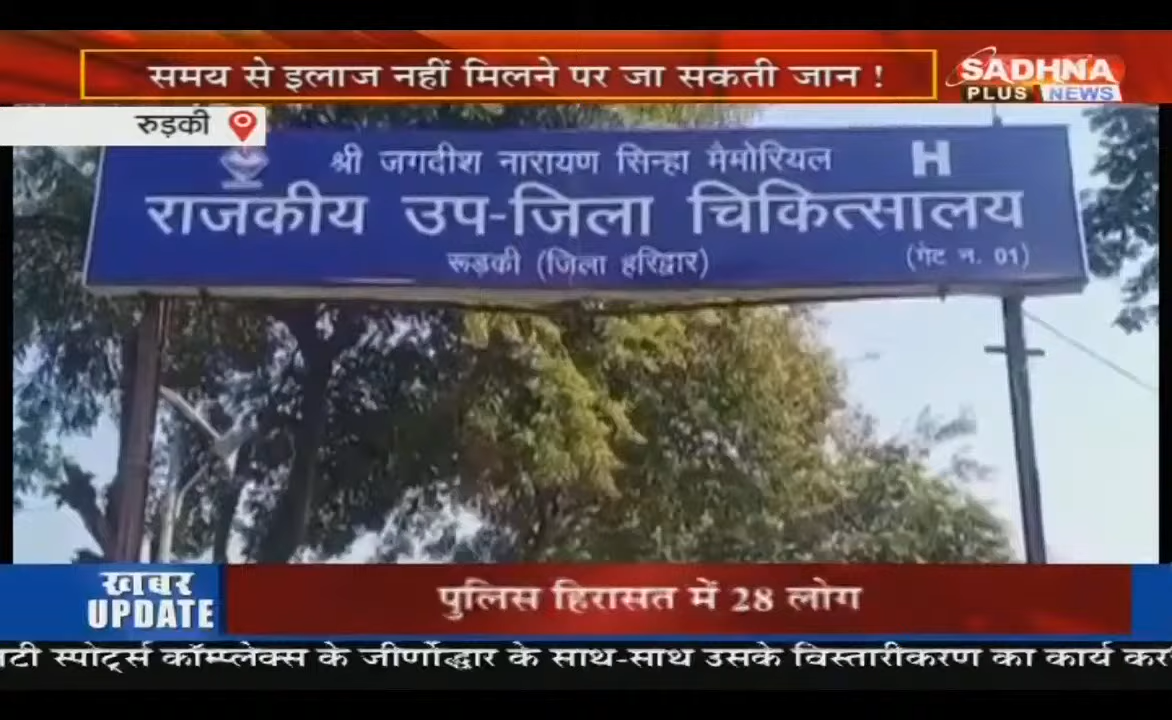 समय से इलाज नहीं मिलने पर जा सकती जान !
SADHNA
PLUS NEWS
रुड़की
श्री जगदीश नारायण सिन्हा मैमोरियल H
राजकीय उप-जिला चिकित्सालय
रूड़की (जिला हरिद्वार) (गेट न. 01)
खबर
UPDATE
पुलिस हिरासत में 28 लोग
स्पोर्ट्स कॉम्प्लेक्स के जीर्णोद्धार के साथ-साथ उसके विस्तारीकरण का कार्य